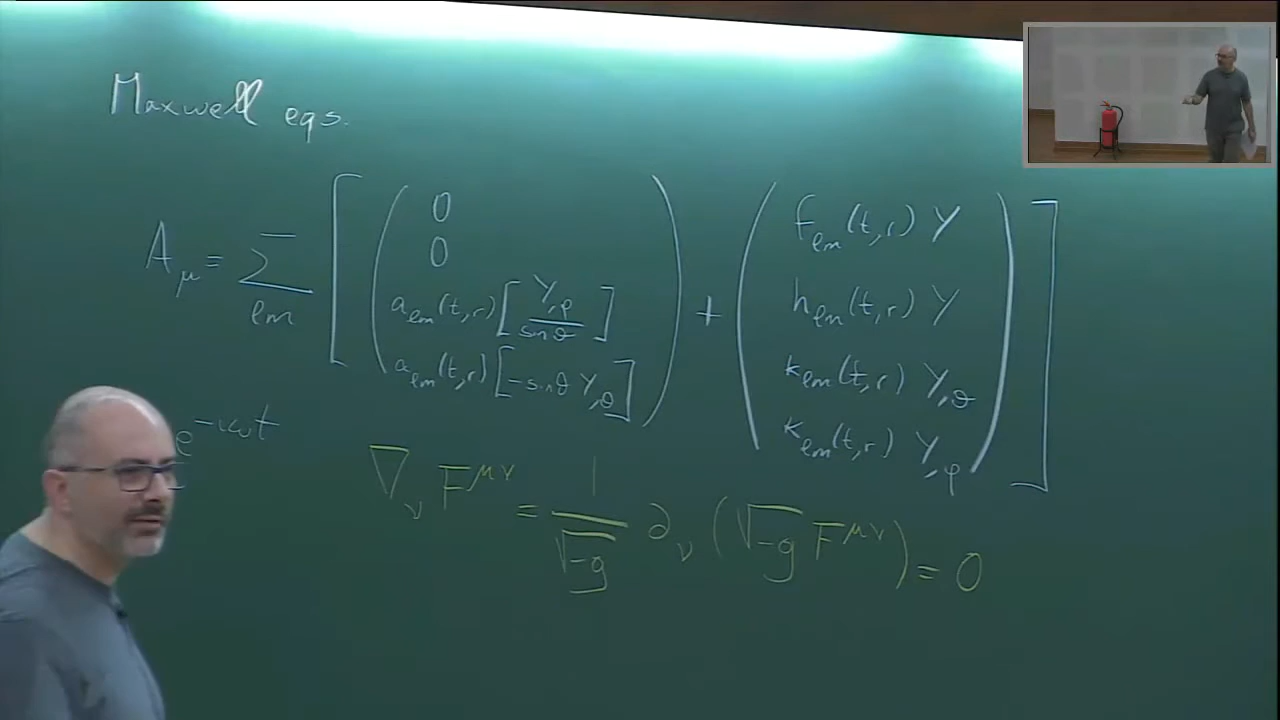 Maxwell eqs.
A_μ = Σ_{ℓm} [ ( 0, 0, a_{ℓm}(t,r) [ Y_{,φ} / sinϑ ], a_{ℓm}(t,r) [ -sinϑ Y_{,ϑ} ] ) + ( f_{ℓm}(t,r) Y, h_{ℓm}(t,r) Y, k_{ℓm}(t,r) Y_{,ϑ}, k_{ℓm}(t,r) Y_{,φ} ) ]
e^{-iωt}
∇_ν F^{μν} = 1/√-g ∂_ν ( √-g F^{μν} ) = 0